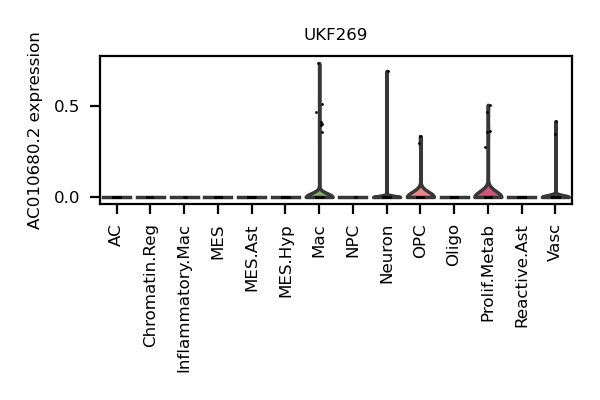 UKF269
AC010680.2 expression
0.5
0.0
AC
Chromatin.Reg
Inflammatory.Mac
MES
MES.Ast
MES.Hyp
Mac
NPC
Neuron
OPC
Oligo
Prolif.Metab
Reactive.Ast
Vasc